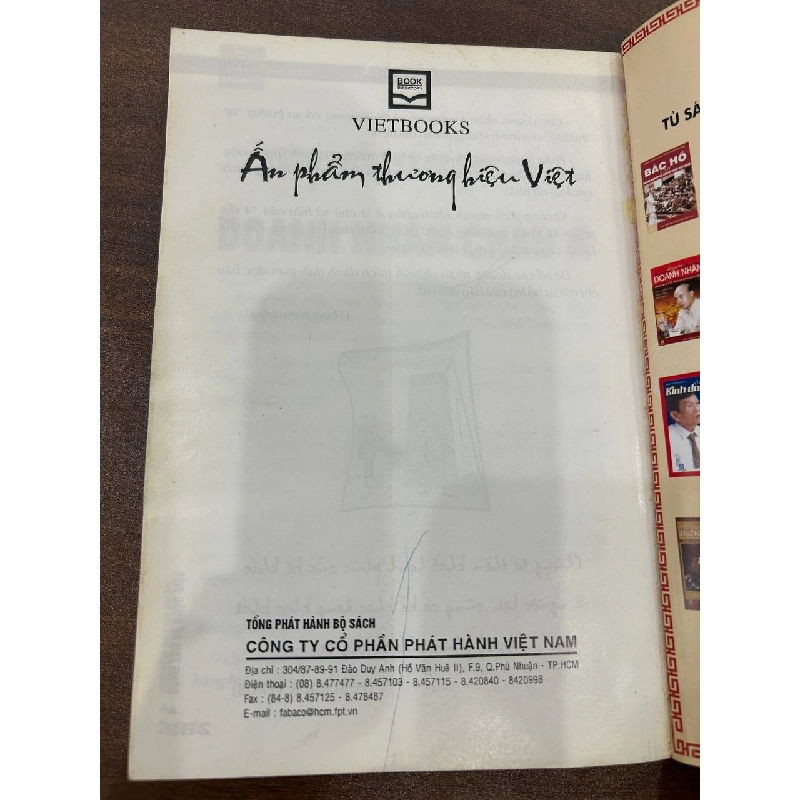 BOOK
VIETBOOKS
Ấn phẩm thương hiệu Việt
TỔNG PHÁT HÀNH BỘ SÁCH
CÔNG TY CỔ PHẦN PHÁT HÀNH VIỆT NAM
Địa chỉ : 304/87-89-91 Đào Duy Anh (Hồ Văn Huê II), F.9, Q.Phú Nhuận - TP.HCM
Điện thoại : (08) 8.477477 - 8.457103 - 8.457115 - 8.420840 - 8420998
Fax : (84-8) 8.457125 - 8.478487
E-mail : fabaco@hcm.fpt.vn
TỦ SÁ
BÁC HỒ
DOANH NHÂN